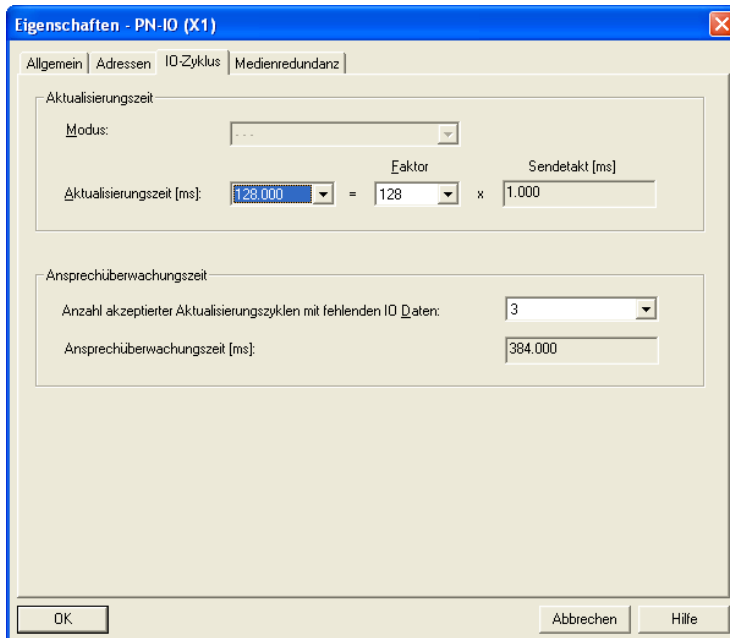 Eigenschaften - PN-IO (X1)
Allgemein Adressen IO-Zyklus Medienredundanz
Aktualisierungszeit
Modus: - - -
Faktor Sendetakt [ms]
Aktualisierungszeit [ms]: 128.000 = 128 x 1.000
Ansprechüberwachungszeit
Anzahl akzeptierter Aktualisierungszyklen mit fehlenden IO Daten: 3
Ansprechüberwachungszeit [ms]: 384.000
OK Abbrechen Hilfe